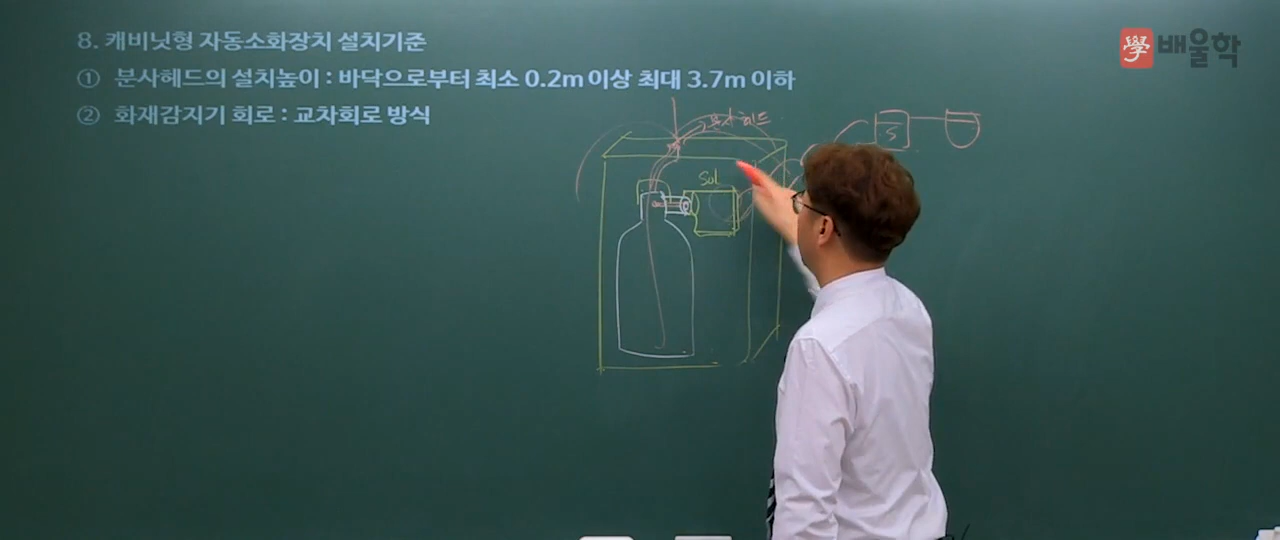 8. 캐비닛형 자동소화장치 설치기준
① 분사헤드의 설치높이 : 바닥으로부터 최소 0.2m 이상 최대 3.7m 이하
② 화재감지기 회로 : 교차회로 방식
學 배울학
분사헤드
S
Sol